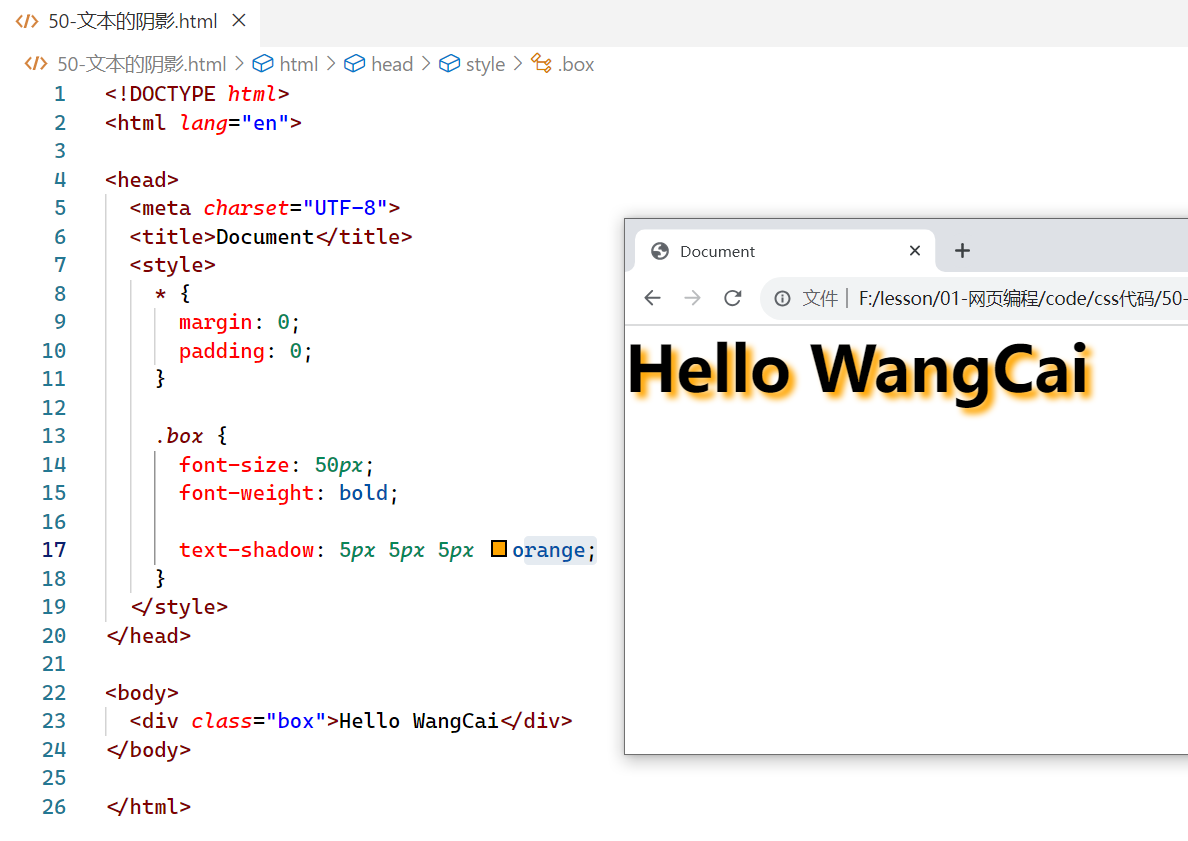 50-文本的阴影.html
50-文本的阴影.html > html > head > style > .box
1 <!DOCTYPE html>
2 <html lang="en">
3
4 <head>
5 <meta charset="UTF-8">
6 <title>Document</title>
7 <style>
8 * {
9 margin: 0;
10 padding: 0;
11 }
12
13 .box {
14 font-size: 50px;
15 font-weight: bold;
16
17 text-shadow: 5px 5px 5px orange;
18 }
19 </style>
20 </head>
21
22 <body>
23 <div class="box">Hello WangCai</div>
24 </body>
25
26 </html>
Document
文件 | F:/lesson/01-网页编程/code/css代码/50-
Hello WangCai